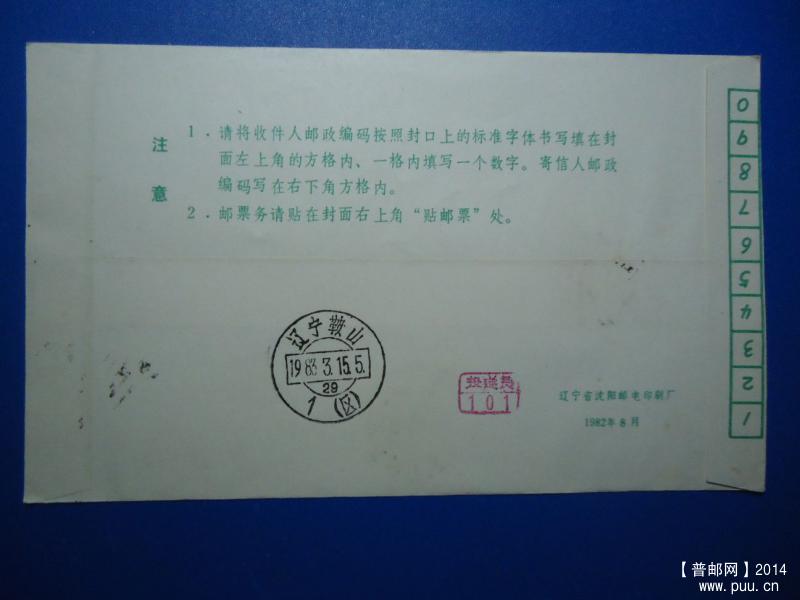 注意
1．请将收件人邮政编码按照封口上的标准字体书写填在封
面左上角的方格内、一格内填写一个数字。寄信人邮政
编码写在右下角方格内。
2．邮票务请贴在封面右上角“贴邮票”处。
辽宁鞍山
1983.3.15.5.
29
1（区）
投递员
101
辽宁省沈阳邮电印刷厂
1982年8月
1 2 3 4 5 6 7 8 9 0
【普邮网】2014
www.puu.cn